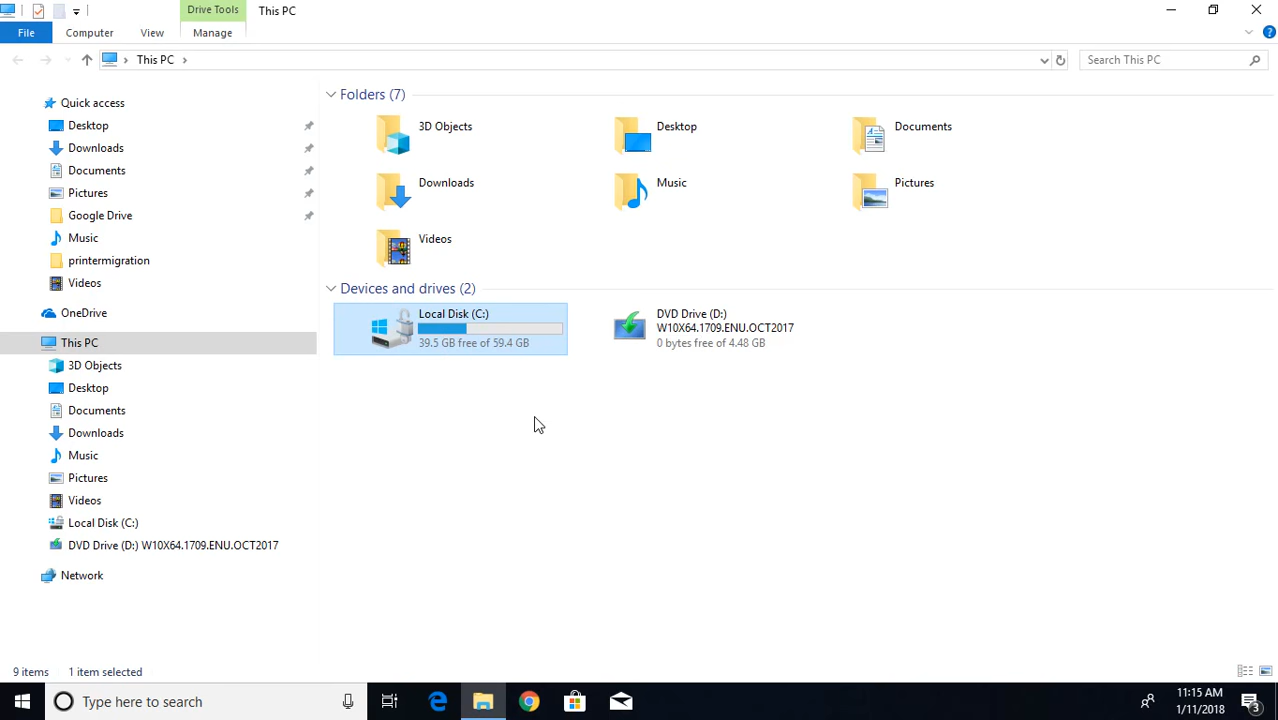 Drive Tools
This PC
File
Computer
View
Manage
This PC
Search This PC
Quick access
Desktop
Downloads
Documents
Pictures
Google Drive
Music
printermigration
Videos
OneDrive
This PC
3D Objects
Desktop
Documents
Downloads
Music
Pictures
Videos
Local Disk (C:)
DVD Drive (D:) W10X64.1709.ENU.OCT2017
Network
Folders (7)
3D Objects
Desktop
Documents
Downloads
Music
Pictures
Videos
Devices and drives (2)
Local Disk (C:)
39.5 GB free of 59.4 GB
DVD Drive (D:)
W10X64.1709.ENU.OCT2017
0 bytes free of 4.48 GB
9 items
1 item selected
Type here to search
11:15 AM
1/11/2018
3